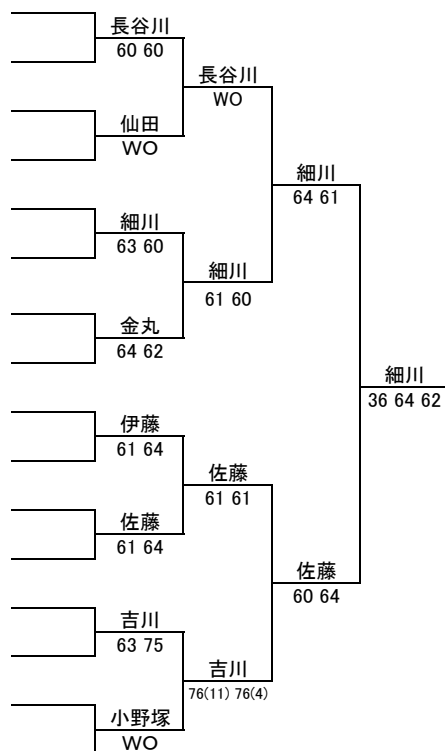 長谷川
60 60
長谷川
WO
仙田
WO
細川
64 61
細川
63 60
細川
61 60
金丸
64 62
細川
36 64 62
伊藤
61 64
佐藤
61 61
佐藤
61 64
佐藤
60 64
吉川
63 75
吉川
76(11) 76(4)
小野塚
WO